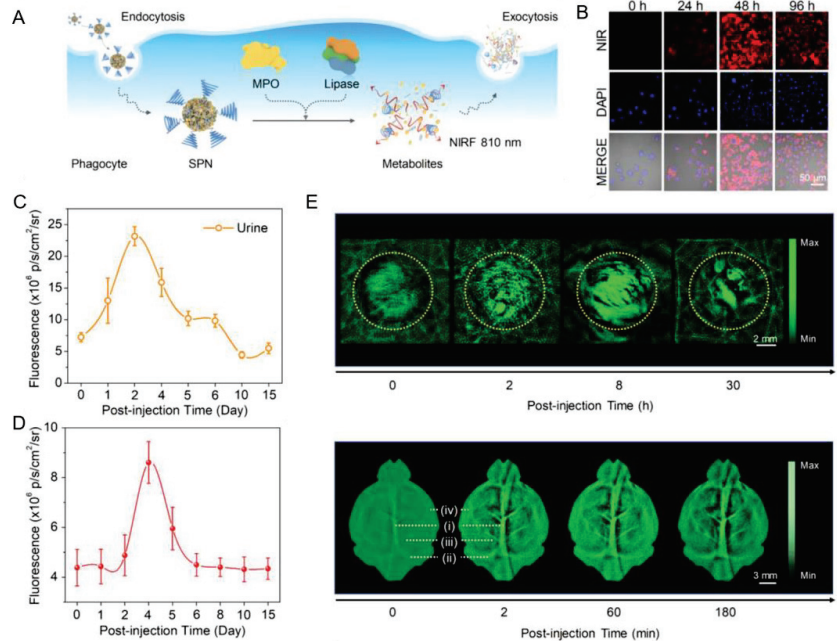 A
Endocytosis
Exocytosis
MPO
Lipase
NIRF 810 nm
Phagocyte
SPN
Metabolites
B
0 h 24 h 48 h 96 h
NIR
DAPI
MERGE
50 μm
C
Fluorescence (x10⁶ p/s/cm²/sr)
Urine
25
20
15
10
5
0
0 1 2 4 5 6 10 15
Post-injection Time (Day)
D
Fluorescence (x10⁶ p/s/cm²/sr)
10
8
6
4
0 1 2 4 5 6 8 10 15
Post-injection Time (Day)
E
Max
Min
2 mm
0 2 8 30
Post-injection Time (h)
(iv)
(i)
(iii)
(ii)
Max
Min
3 mm
0 2 60 180
Post-injection Time (min)